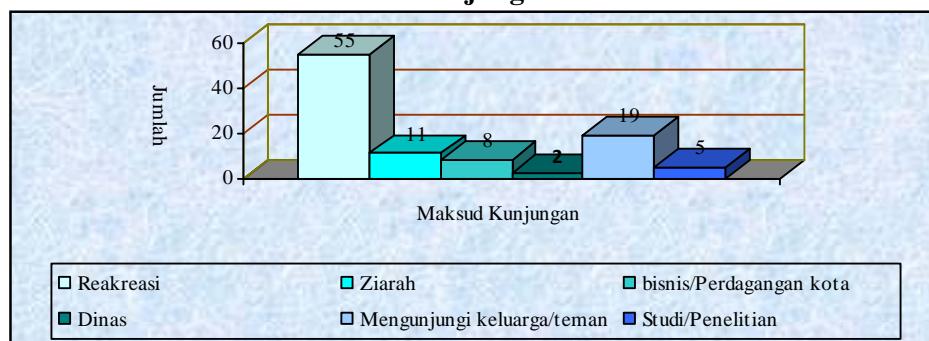 60
40
20
0
Jumlah
55
11
8
2
19
5
Maksud Kunjungan
Reakreasi
Ziarah
bisnis/Perdagangan kota
Dinas
Mengunjungi keluarga/teman
Studi/Penelitian